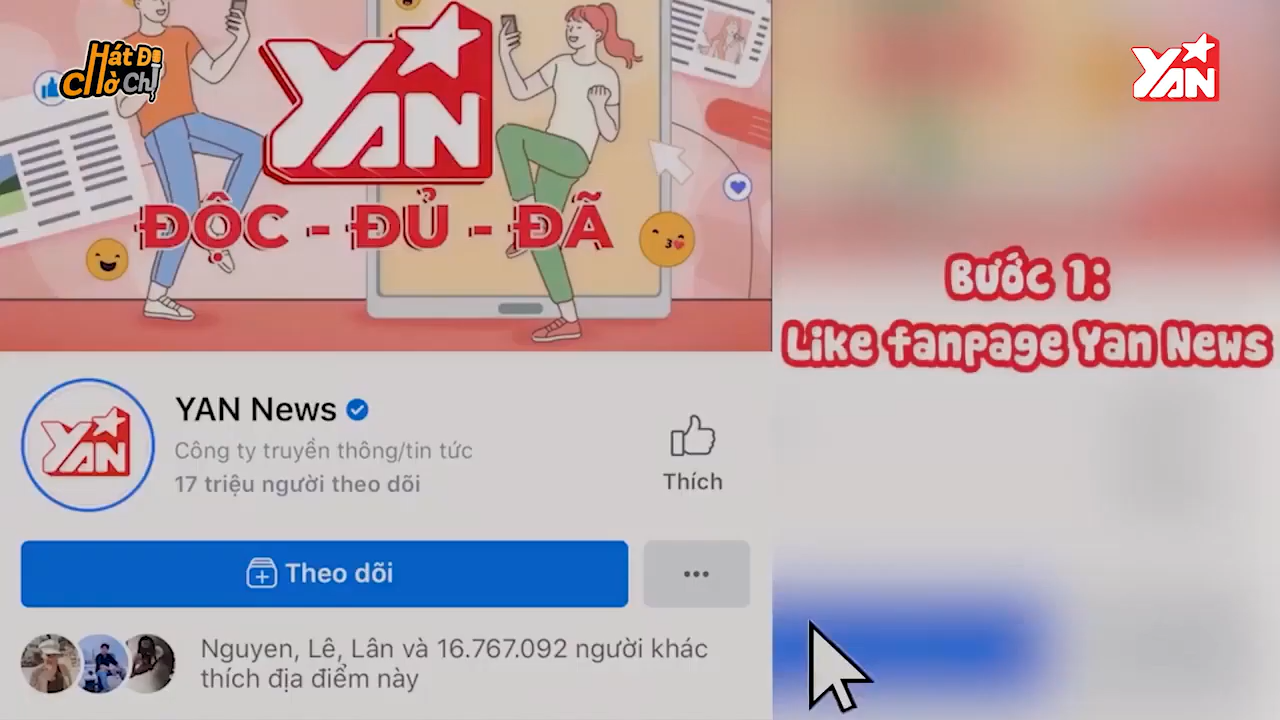 Hát Đi
Chờ Chi
YAN
YAN
ĐỘC - ĐỦ - ĐÃ
Bước 1:
Like fanpage Yan News
YAN
YAN News
Công ty truyền thông/tin tức
17 triệu người theo dõi
Thích
Theo dõi
Nguyen, Lê, Lân và 16.767.092 người khác
thích địa điểm này